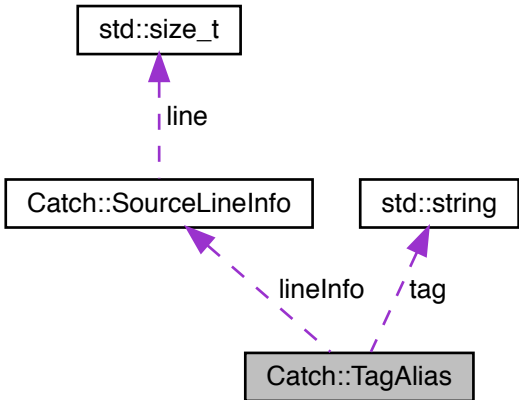 std::size_t
line
Catch::SourceLineInfo
std::string
lineInfo
tag
Catch::TagAlias